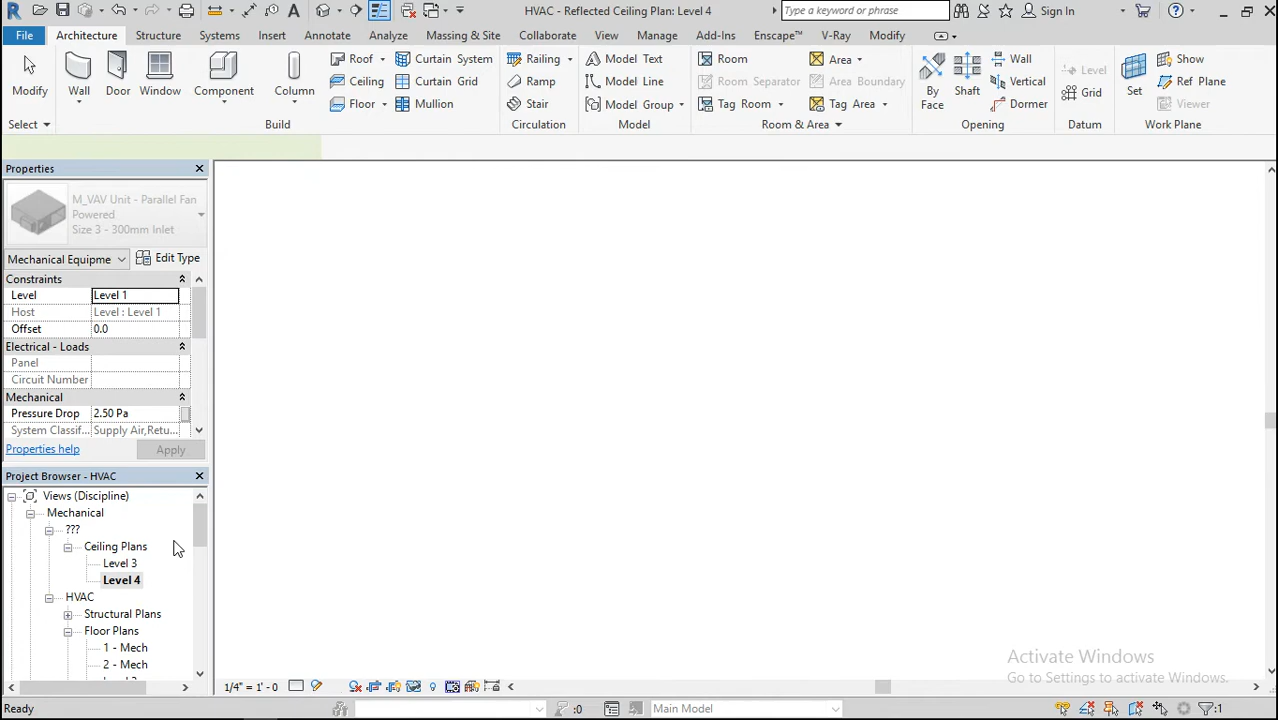 HVAC - Reflected Ceiling Plan: Level 4
Type a keyword or phrase
Sign In
File
Architecture
Structure
Systems
Insert
Annotate
Analyze
Massing & Site
Collaborate
View
Manage
Add-Ins
Enscape™
V-Ray
Modify
Modify
Wall
Door
Window
Component
Column
Roof
Ceiling
Floor
Curtain System
Curtain Grid
Mullion
Railing
Ramp
Stair
Model Text
Model Line
Model Group
Room
Room Separator
Tag Room
Area
Area Boundary
Tag Area
By
Face
Shaft
Wall
Vertical
Dormer
Level
Grid
Set
Show
Ref Plane
Viewer
Select
Build
Circulation
Model
Room & Area
Opening
Datum
Work Plane
Properties
M_VAV Unit - Parallel Fan
Powered
Size 3 - 300mm Inlet
Mechanical Equipme
Edit Type
Constraints
Level Level 1
Host Level : Level 1
Offset 0.0
Electrical - Loads
Panel
Circuit Number
Mechanical
Pressure Drop 2.50 Pa
System Classif... Supply Air,Retu...
Properties help
Apply
Project Browser - HVAC
Views (Discipline)
Mechanical
???
Ceiling Plans
Level 3
Level 4
HVAC
Structural Plans
Floor Plans
1 - Mech
2 - Mech
Activate Windows
Go to Settings to activate Windows.
1/4" = 1'-0
Ready
:0
Main Model
:1